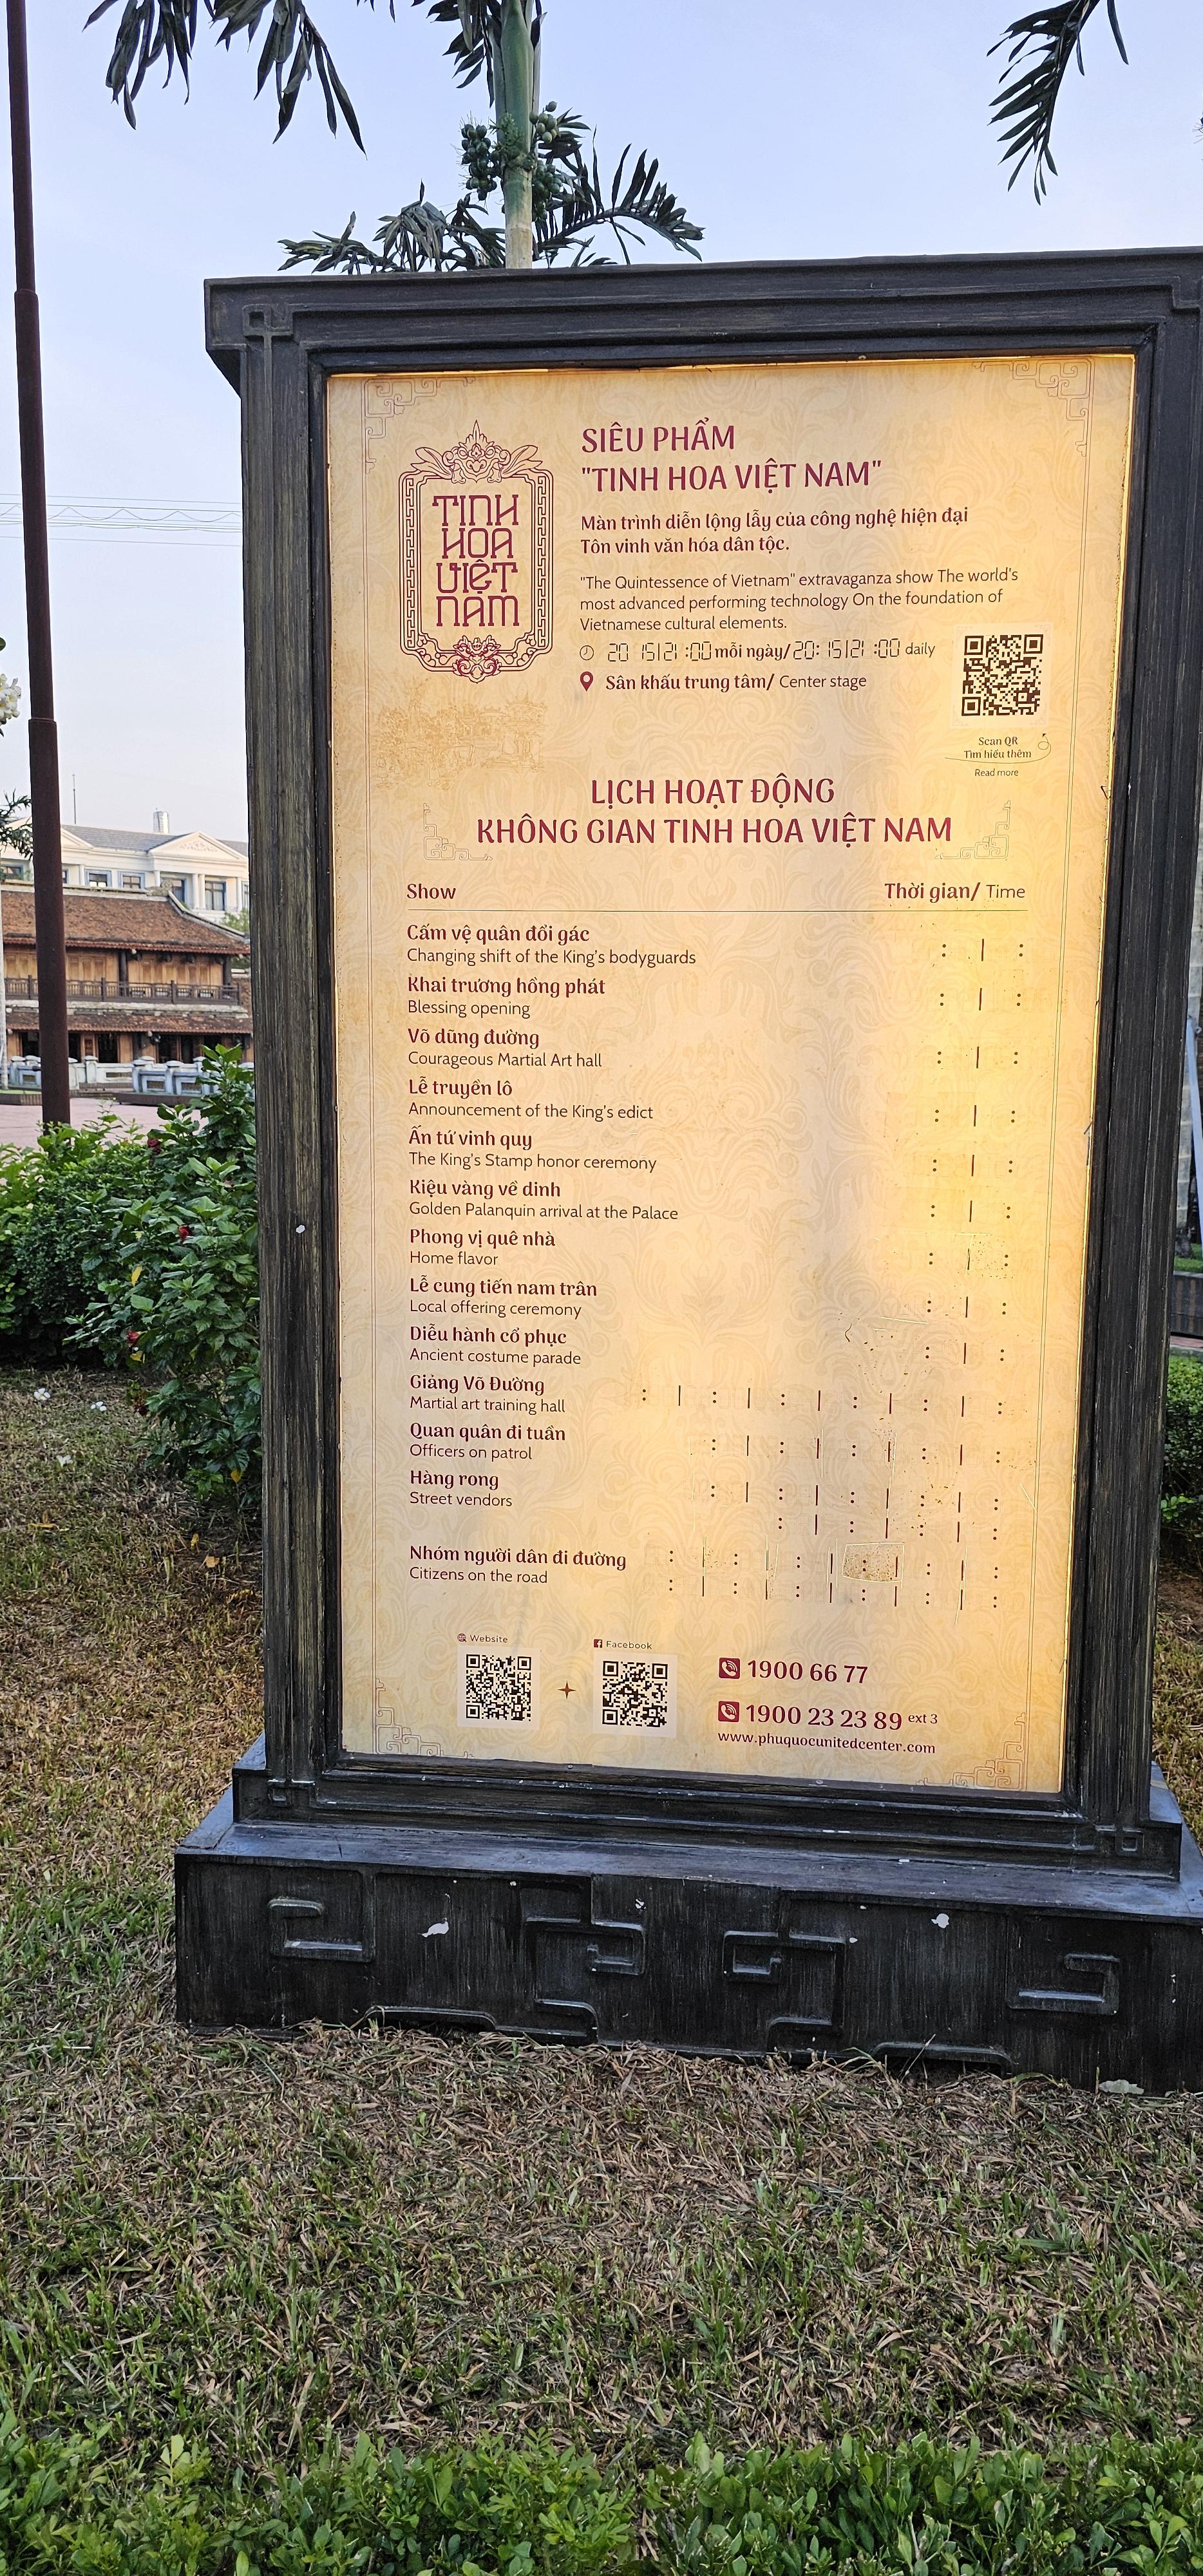 TINH
HOA
VIỆT
NAM
SIÊU PHẨM
"TINH HOA VIỆT NAM"
Màn trình diễn lộng lẫy của công nghệ hiện đại
Tôn vinh văn hóa dân tộc.
"The Quintessence of Vietnam" extravaganza show The world's
most advanced performing technology On the foundation of
Vietnamese cultural elements.
20 15|21 :00 mỗi ngày/ 20: 15|21 :00 daily
Sân khấu trung tâm/ Center stage
Scan QR
Tìm hiểu thêm
Read more
LỊCH HOẠT ĐỘNG
KHÔNG GIAN TINH HOA VIỆT NAM
Show Thời gian/ Time
Cấm vệ quân đổi gác : | :
Changing shift of the King's bodyguards
Khai trương hồng phát : | :
Blessing opening
Võ dũng đường : | :
Courageous Martial Art hall
Lễ truyền lô : | :
Announcement of the King's edict
Ấn tứ vinh quy : | :
The King's Stamp honor ceremony
Kiệu vàng về dinh : | :
Golden Palanquin arrival at the Palace
Phong vị quê nhà : | :
Home flavor
Lễ cung tiến nam trân : | :
Local offering ceremony
Diễu hành cổ phục : | :
Ancient costume parade
Giảng Võ Đường : | : | : | : | : | :
Martial art training hall
Quan quân đi tuần : | : | : | : | :
Officers on patrol
Hàng rong : | : | : | : | :
Street vendors
: | : | : | :
Nhóm người dân đi đường : | : | : | : | : | :
Citizens on the road : | : | : | : | : | :
Website
Facebook
1900 66 77
1900 23 23 89 ext 3
www.phuquocunitedcenter.com